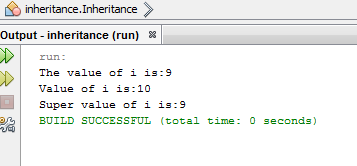 inheritance.Inheritance
Output - inheritance (run)
run:
The value of i is:9
Value of i is:10
Super value of i is:9
BUILD SUCCESSFUL (total time: 0 seconds)